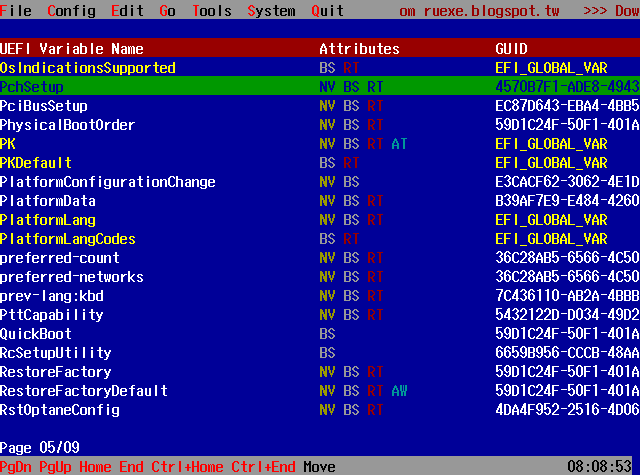 File Config Edit Go Tools System Quit om ruexe.blogspot.tw >>> Dow
UEFI Variable Name Attributes GUID
OsIndicationsSupported BS RT EFI_GLOBAL_VAR
PchSetup NV BS RT 4570B7F1-ADE8-4943
PciBusSetup NV BS RT EC87D643-EBA4-4BB5
PhysicalBootOrder NV BS RT 59D1C24F-50F1-401A
PK NV BS RT AT EFI_GLOBAL_VAR
PKDefault BS RT EFI_GLOBAL_VAR
PlatformConfigurationChange NV BS E3CACF62-3062-4E1D
PlatformData NV BS RT B39AF7E9-E484-4260
PlatformLang NV BS RT EFI_GLOBAL_VAR
PlatformLangCodes BS RT EFI_GLOBAL_VAR
preferred-count NV BS RT 36C28AB5-6566-4C50
preferred-networks NV BS RT 36C28AB5-6566-4C50
prev-lang:kbd NV BS RT 7C436110-AB2A-4BBB
PttCapability NV BS RT 5432122D-D034-49D2
QuickBoot BS 59D1C24F-50F1-401A
RcSetupUtility BS 6659B956-CCCB-48AA
RestoreFactory NV BS RT 59D1C24F-50F1-401A
RestoreFactoryDefault NV BS RT AW 59D1C24F-50F1-401A
RstOptaneConfig NV BS RT 4DA4F952-2516-4D06
Page 05/09
PgDn PgUp Home End Ctrl+Home Ctrl+End Move 08:08:53